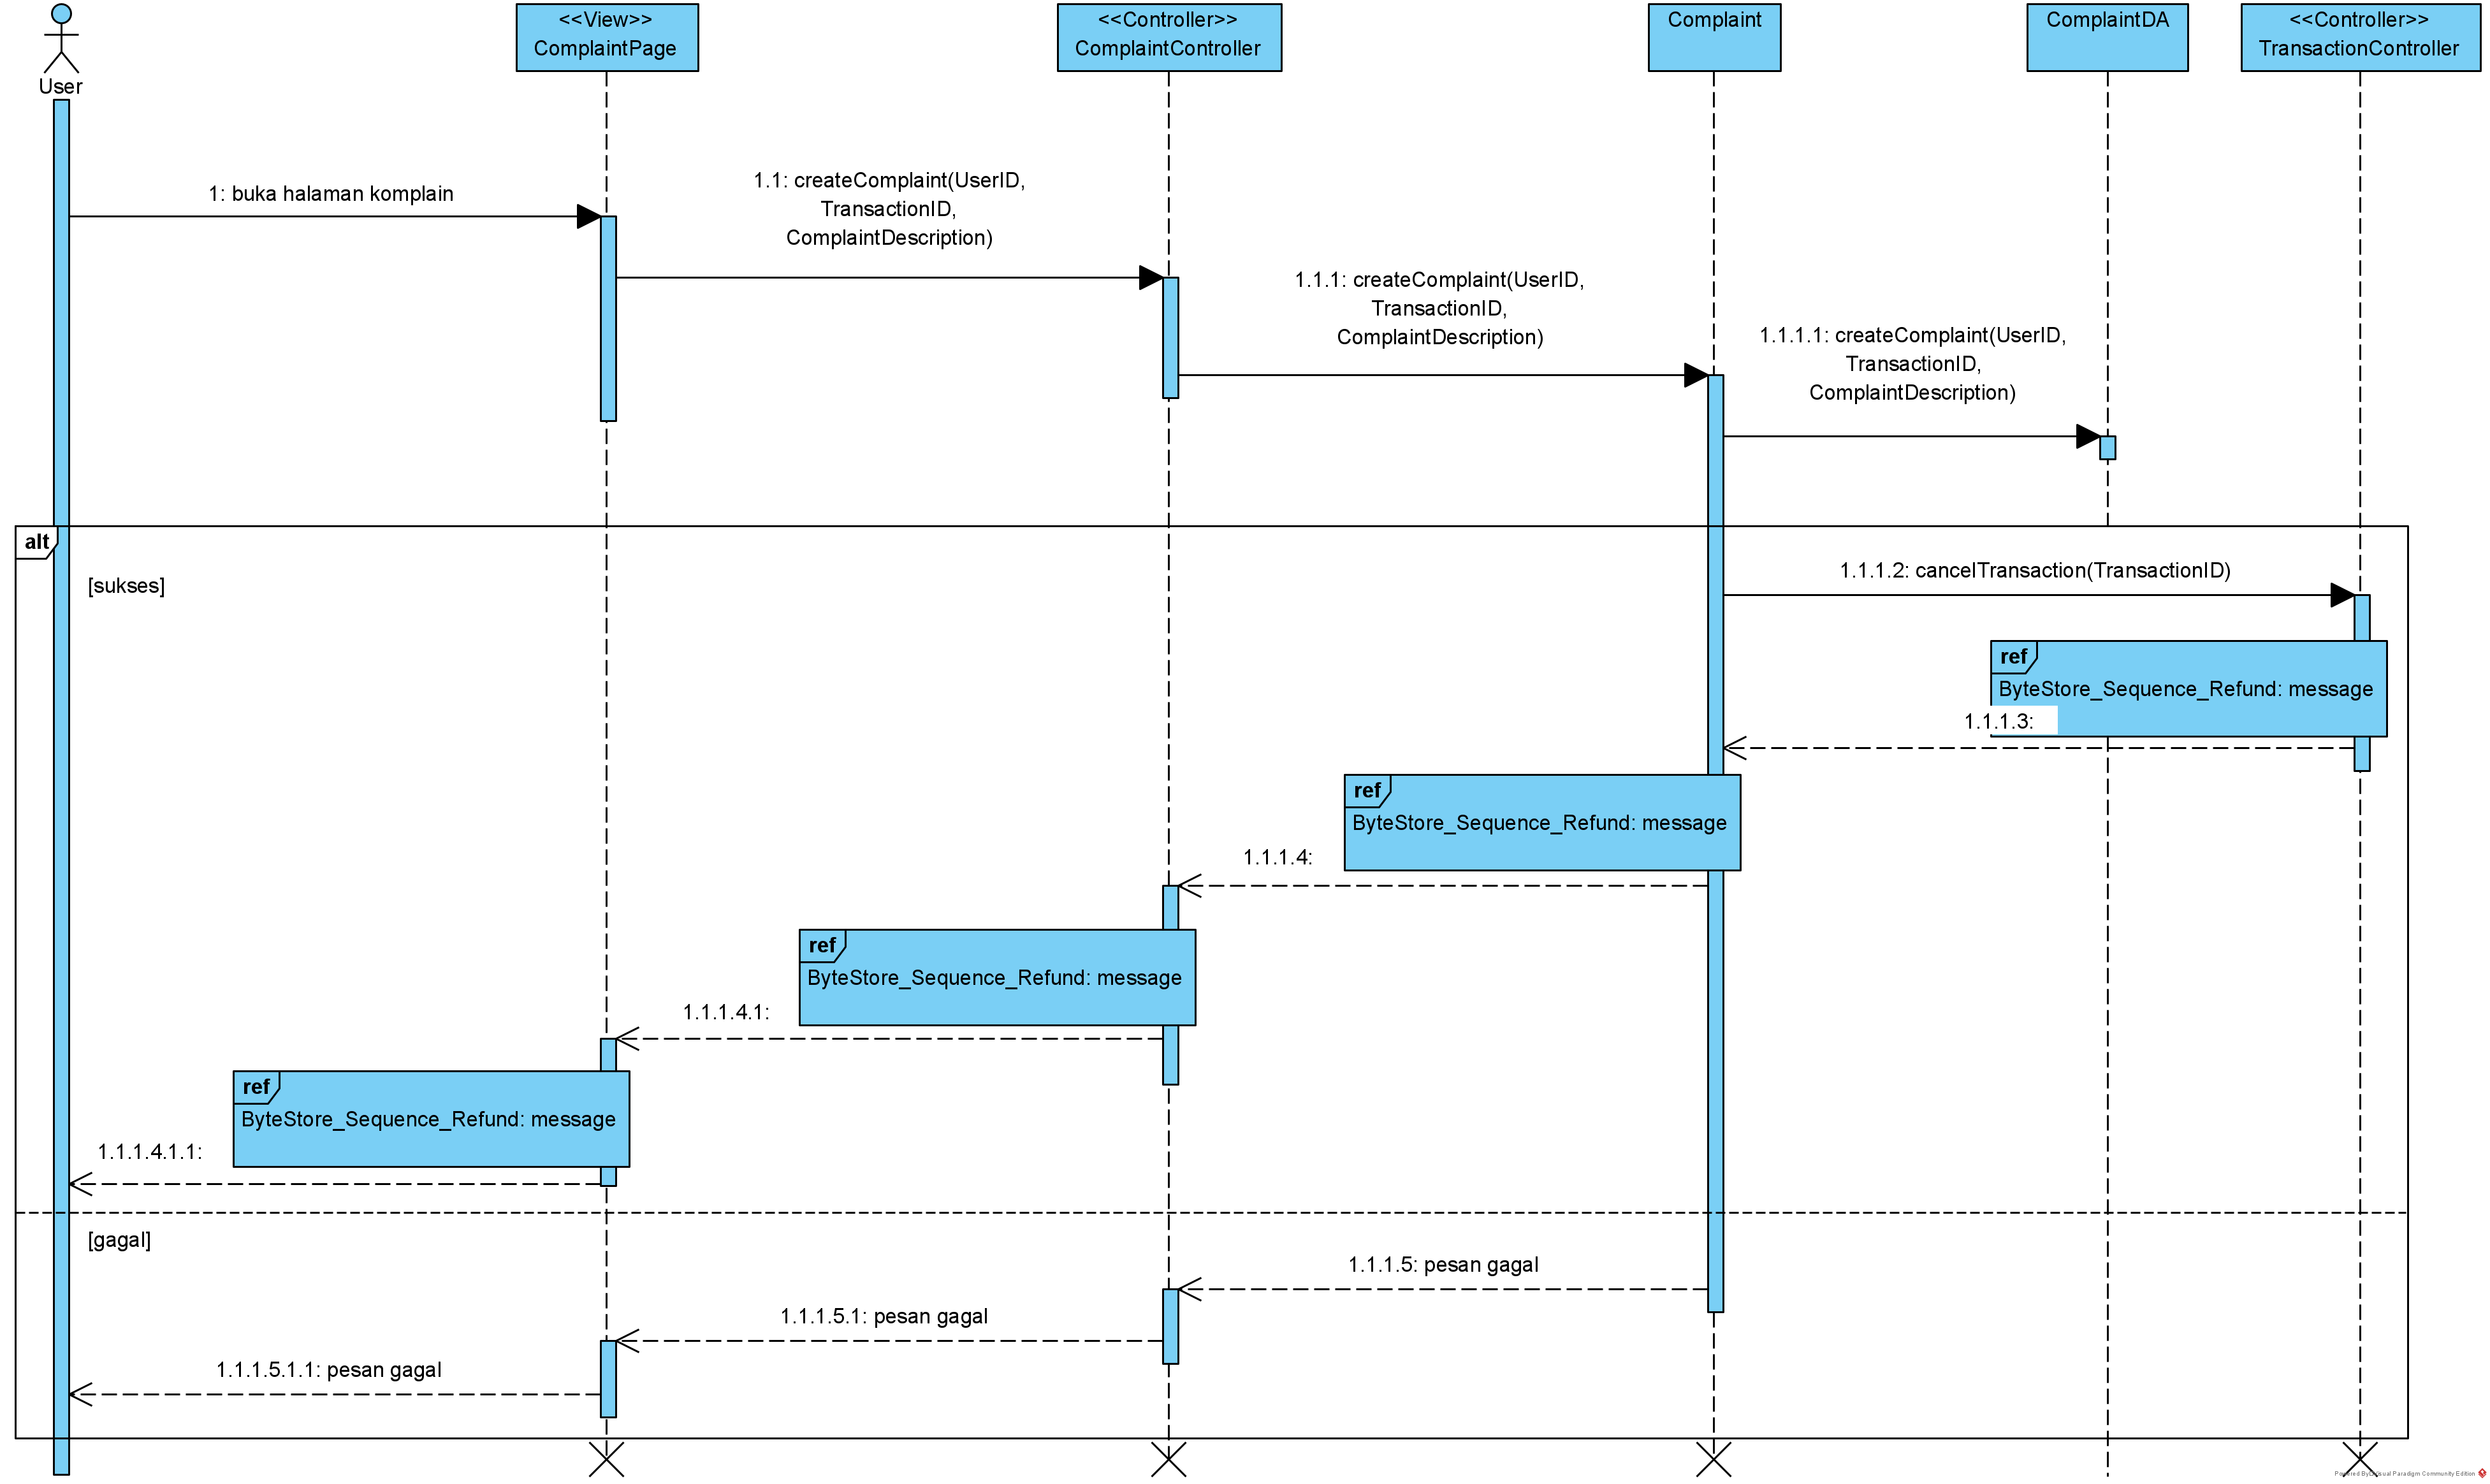 User
<<View>>
ComplaintPage
<<Controller>>
ComplaintController
Complaint
ComplaintDA
<<Controller>>
TransactionController
1: buka halaman komplain
1.1: createComplaint(UserID,
TransactionID,
ComplaintDescription)
1.1.1: createComplaint(UserID,
TransactionID,
ComplaintDescription)
1.1.1.1: createComplaint(UserID,
TransactionID,
ComplaintDescription)
alt
[sukses]
1.1.1.2: cancelTransaction(TransactionID)
ref
ByteStore_Sequence_Refund: message
1.1.1.3:
ref
ByteStore_Sequence_Refund: message
1.1.1.4:
ref
ByteStore_Sequence_Refund: message
1.1.1.4.1:
ref
ByteStore_Sequence_Refund: message
1.1.1.4.1.1:
[gagal]
1.1.1.5: pesan gagal
1.1.1.5.1: pesan gagal
1.1.1.5.1.1: pesan gagal
Powered By Visual Paradigm Community Edition